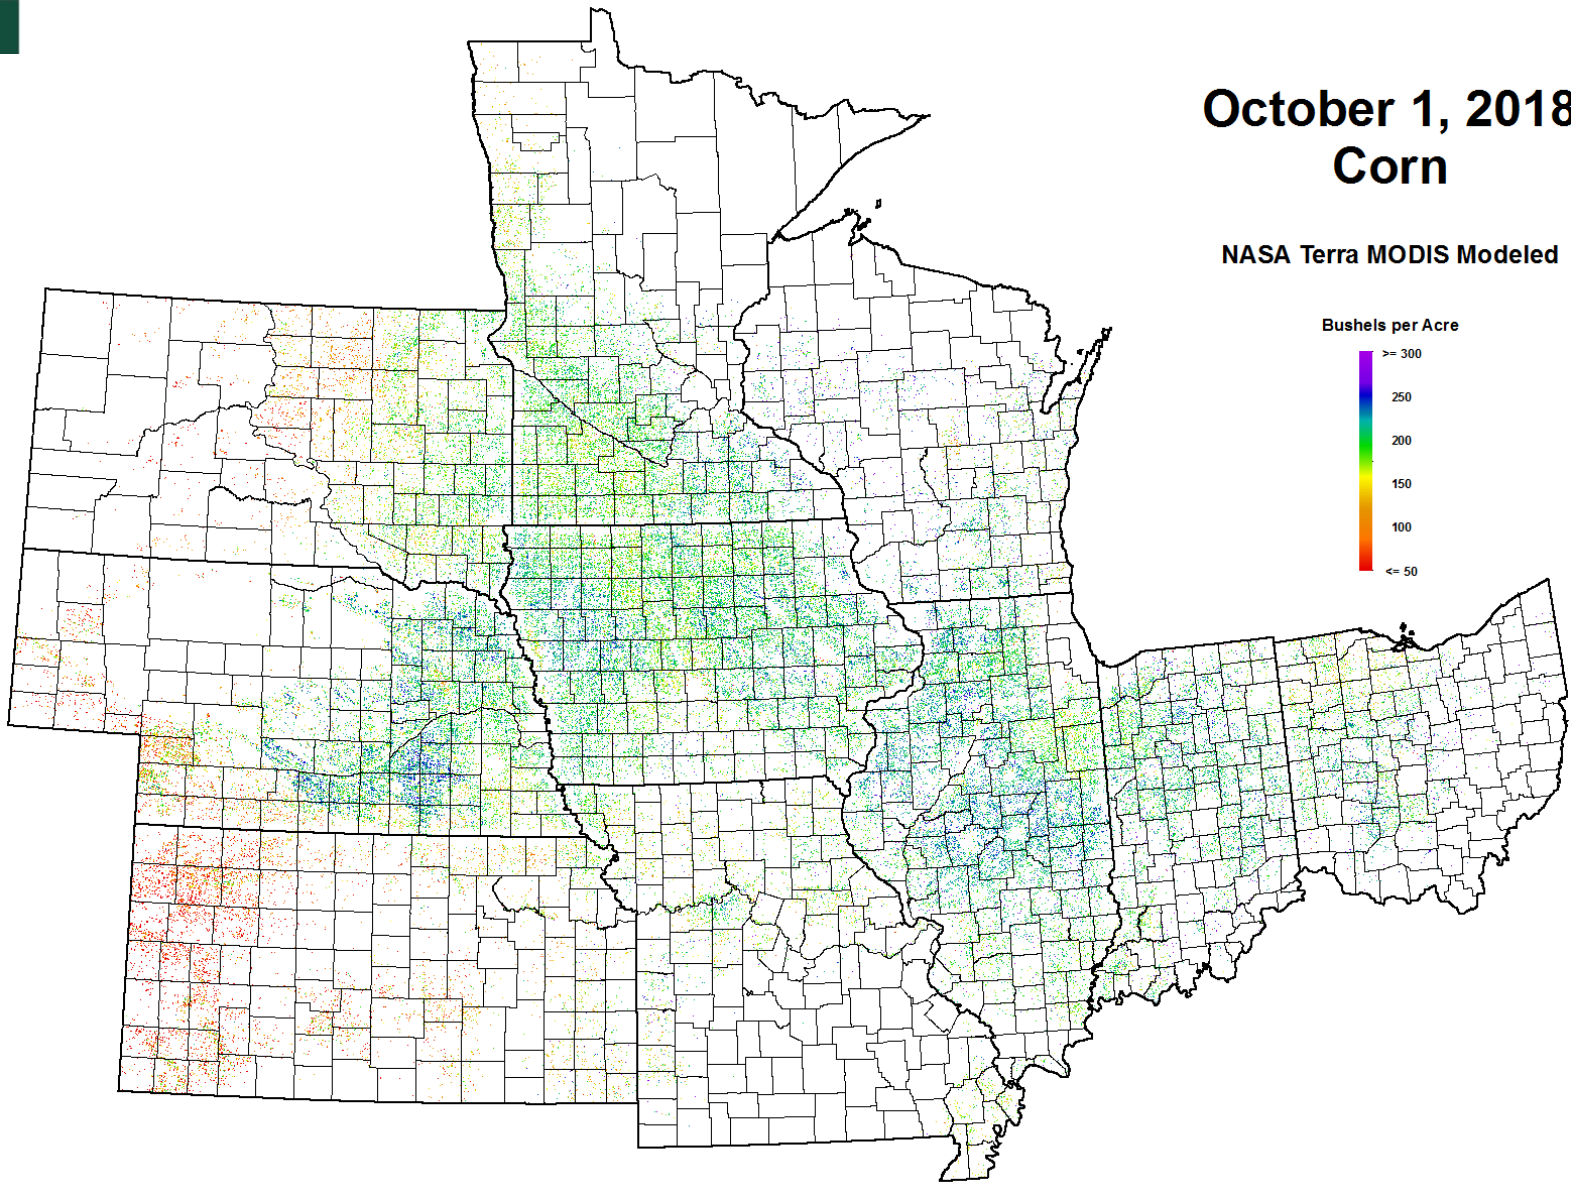 October 1, 2018
Corn
NASA Terra MODIS Modeled
Bushels per Acre
>= 300
250
200
150
100
<= 50